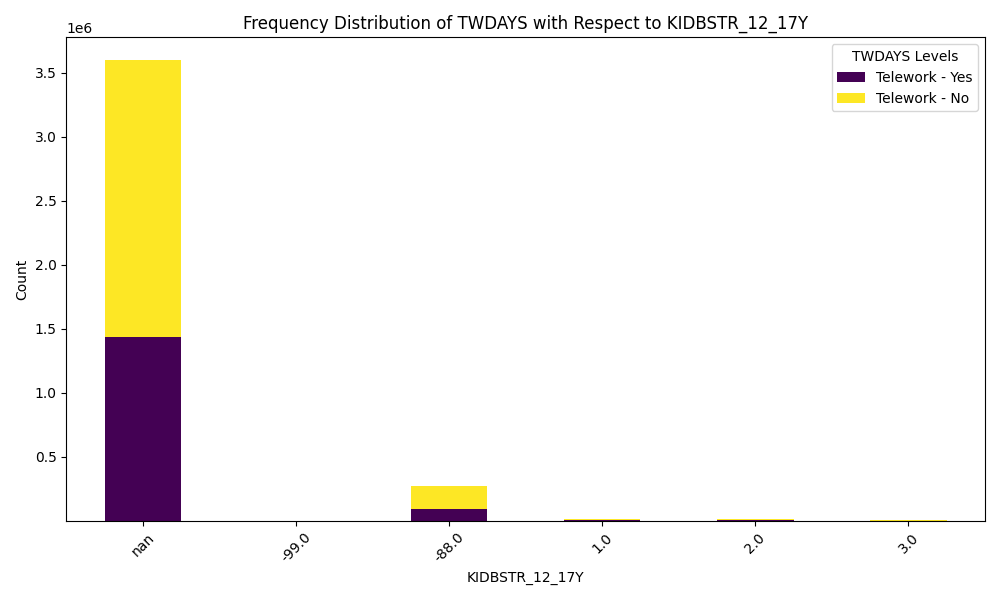 Frequency Distribution of TWDAYS with Respect to KIDBSTR_12_17Y
1e6
TWDAYS Levels
Telework - Yes
Telework - No
3.5
3.0
2.5
2.0
1.5
1.0
0.5
Count
nan
-99.0
-88.0
1.0
2.0
3.0
KIDBSTR_12_17Y